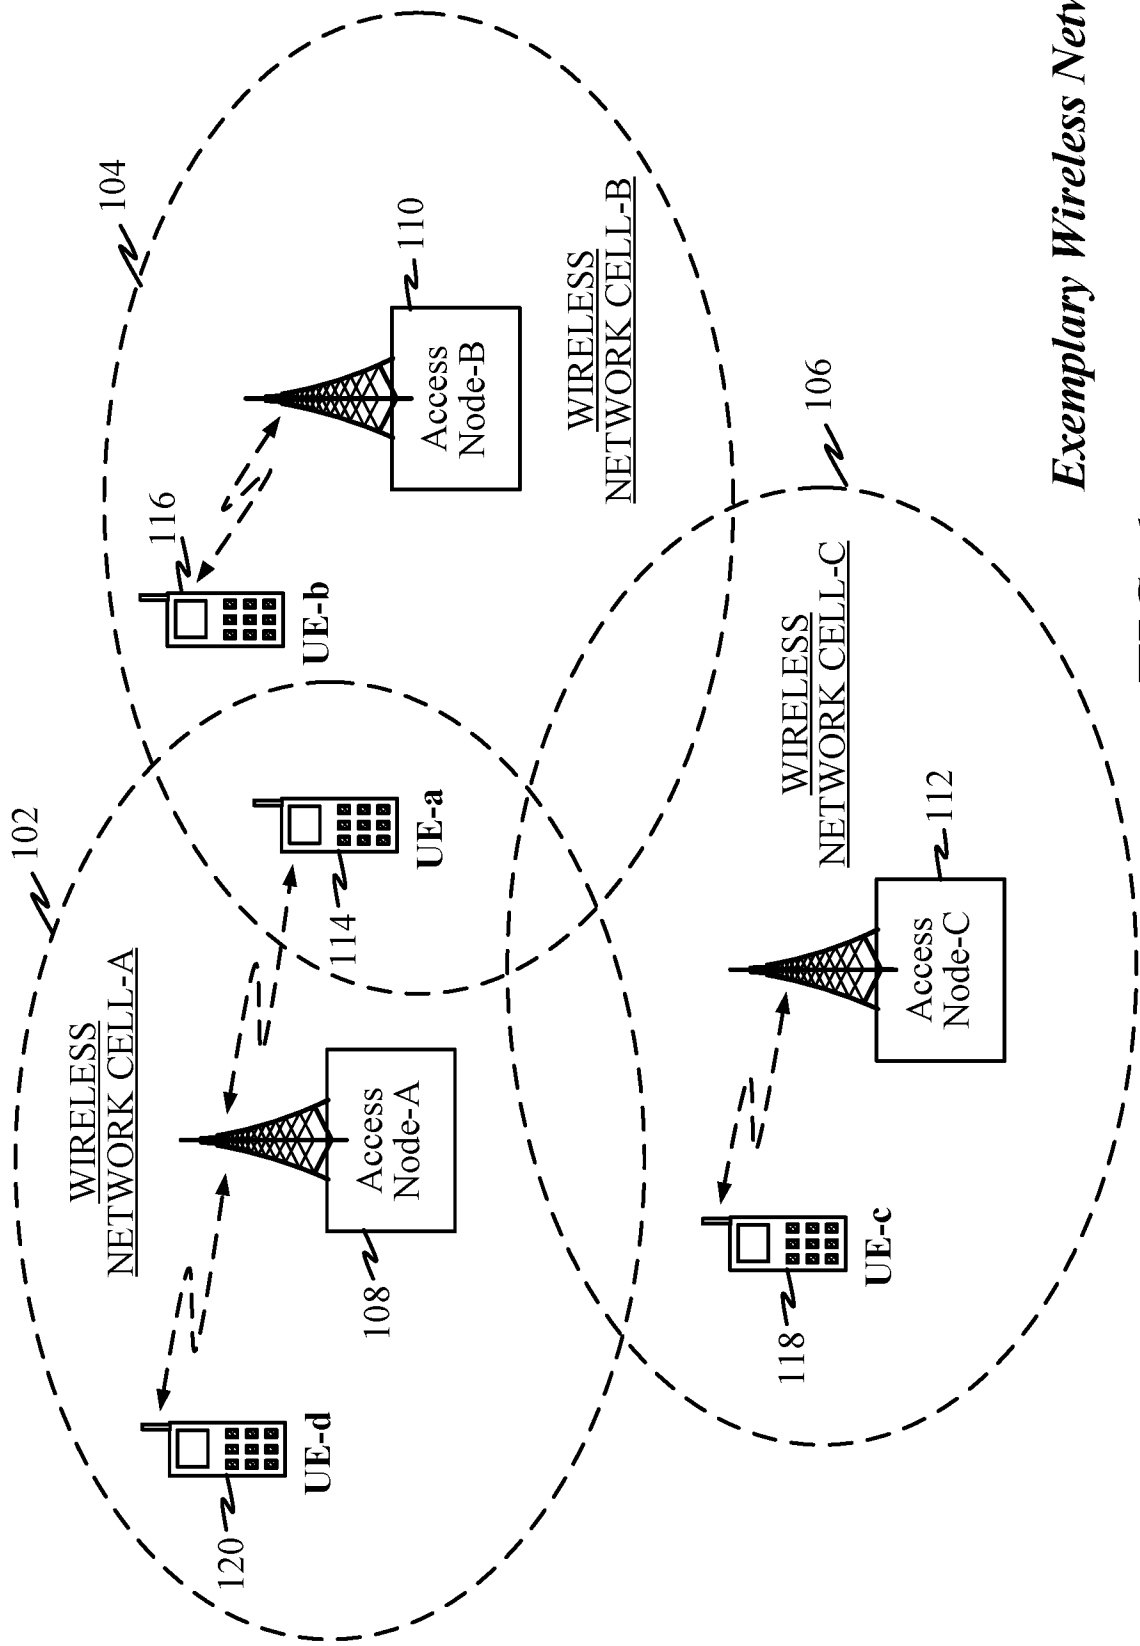 102
104
WIRELESS
NETWORK CELL-A
116
120
UE-d
UE-b
114
UE-a
110
108
Access
Node-A
Access
Node-B
WIRELESS
NETWORK CELL-B
118
UE-c
112
Access
Node-C
WIRELESS
NETWORK CELL-C
106
Exemplary Wireless